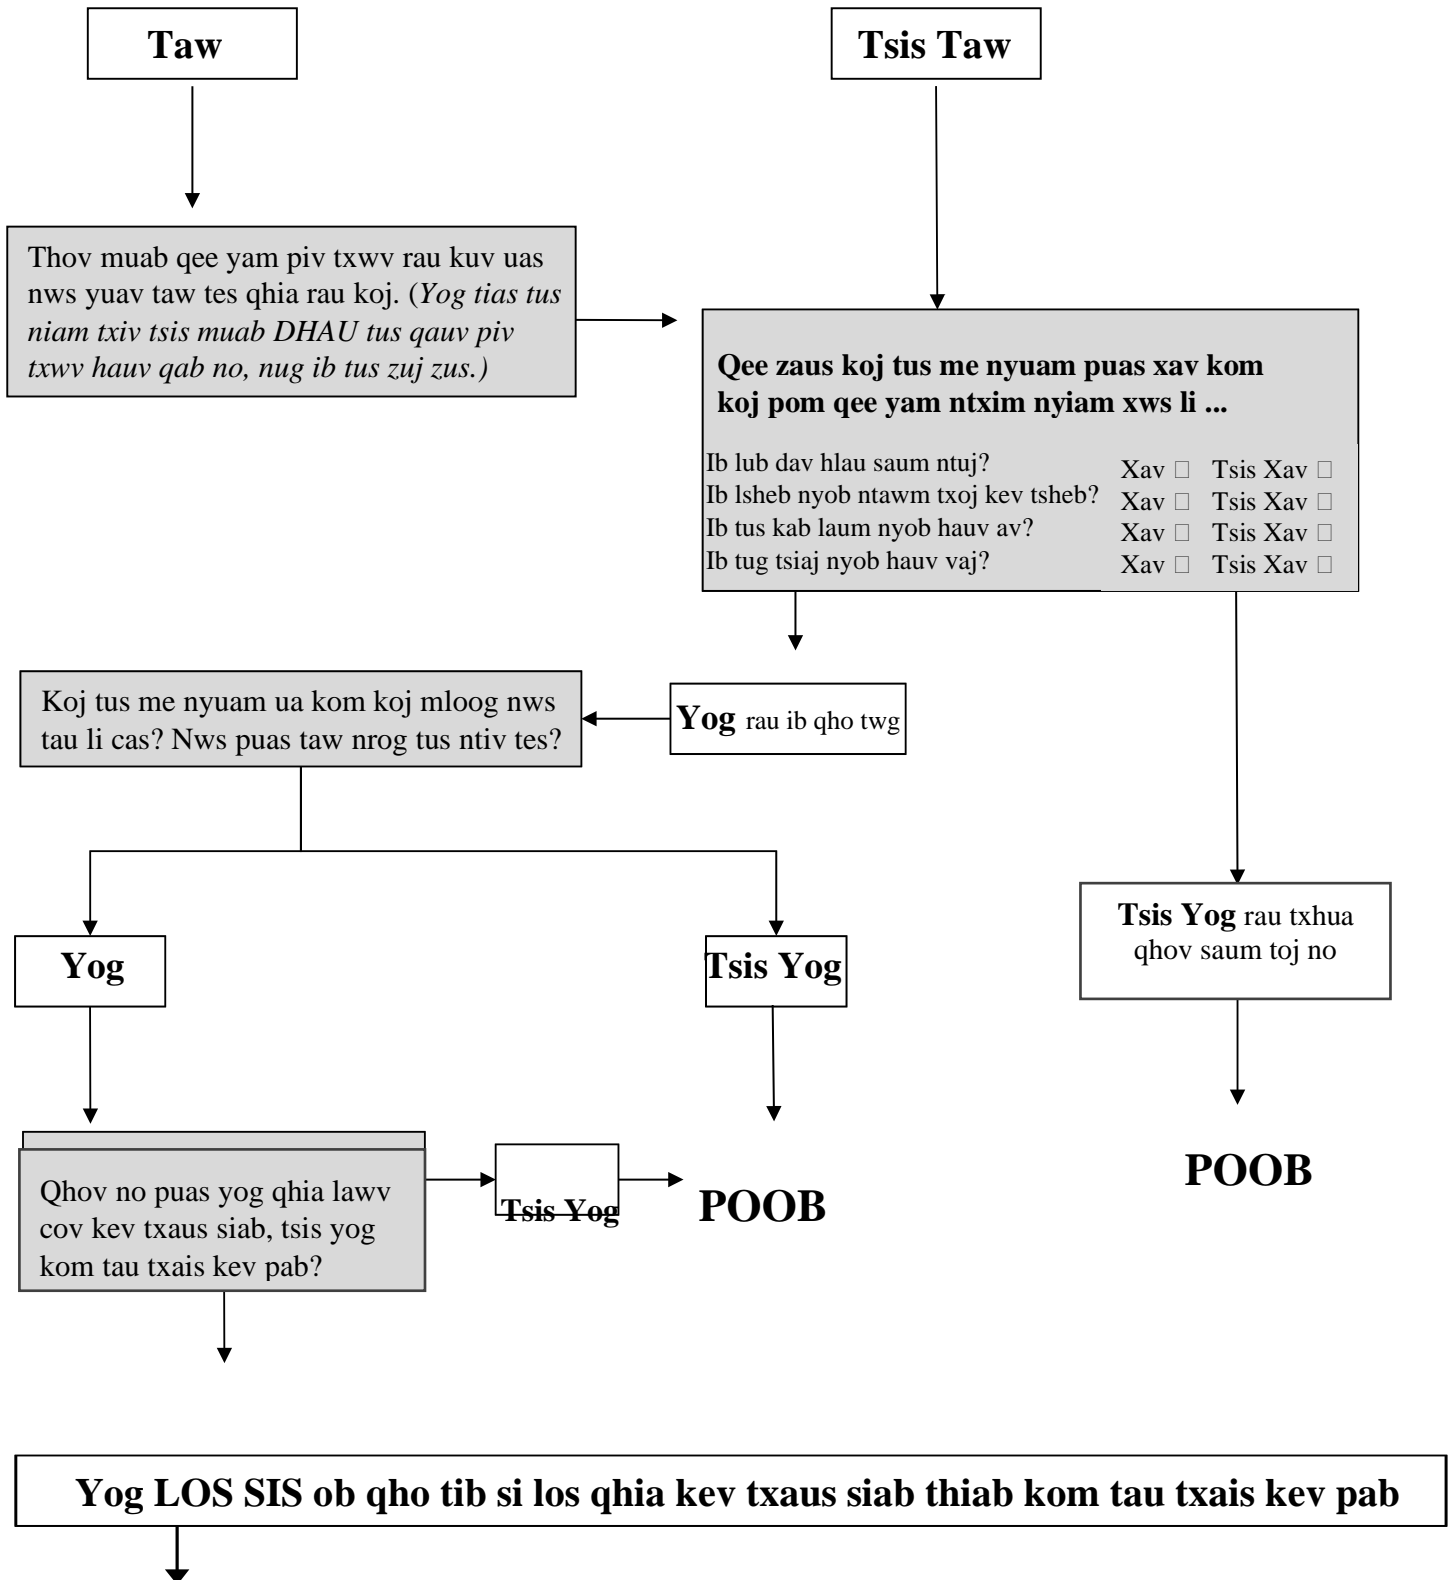 Taw
Tsis Taw
Thov muab qee yam piv txwv rau kuv uas
nws yuav taw tes qhia rau koj. (Yog tias tus
niam txiv tsis muab DHAU tus qauv piv
txwv hauv qab no, nug ib tus zuj zus.)
Qee zaus koj tus me nyuam puas xav kom
koj pom qee yam ntxim nyiam xws li ...
Ib lub dav hlau saum ntuj? Xav □ Tsis Xav □
Ib lsheb nyob ntawm txoj kev tsheb? Xav □ Tsis Xav □
Ib tus kab laum nyob hauv av? Xav □ Tsis Xav □
Ib tug tsiaj nyob hauv vaj? Xav □ Tsis Xav □
Yog rau ib qho twg
Koj tus me nyuam ua kom koj mloog nws
tau li cas? Nws puas taw nrog tus ntiv tes?
Yog
Tsis Yog
Tsis Yog rau txhua
qhov saum toj no
Qhov no puas yog qhia lawv
cov kev txaus siab, tsis yog
kom tau txais kev pab?
Tsis Yog
POOB
POOB
Yog LOS SIS ob qho tib si los qhia kev txaus siab thiab kom tau txais kev pab